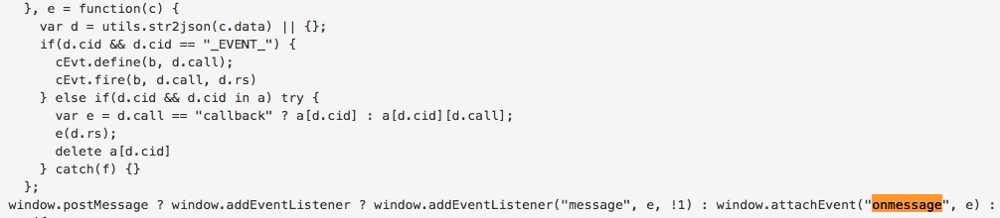 }, e = function(c) {
var d = utils.str2json(c.data) || {};
if(d.cid && d.cid == "_EVENT_") {
cEvt.define(b, d.call);
cEvt.fire(b, d.call, d.rs)
} else if(d.cid && d.cid in a) try {
var e = d.call == "callback" ? a[d.cid] : a[d.cid][d.call];
e(d.rs);
delete a[d.cid]
} catch(f) {}
};
window.postMessage ? window.addEventListener ? window.addEventListener("message", e, !1) : window.attachEvent("onmessage", e) :